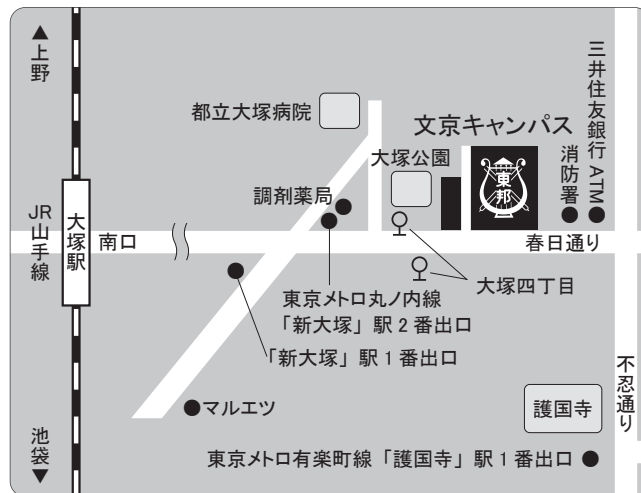 ▲上野
都立大塚病院
文京キャンパス
三井住友銀行 ATM
消防署
大塚公園
東邦
調剤薬局
JR山手線
大塚駅
南口
春日通り
東京メトロ丸ノ内線
「新大塚」駅2番出口
大塚四丁目
「新大塚」駅1番出口
不忍通り
マルエツ
護国寺
池袋▼
東京メトロ有楽町線「護国寺」駅1番出口